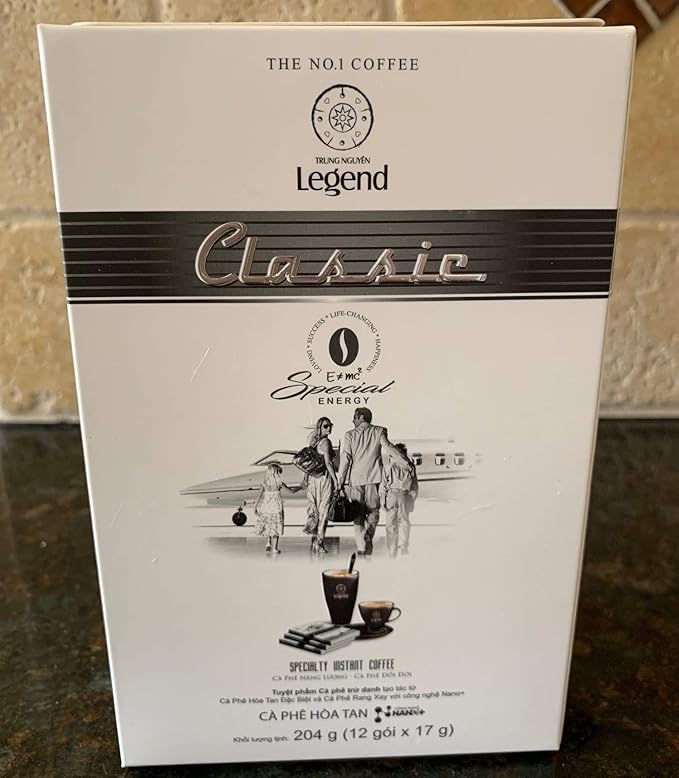 THE NO.1 COFFEE
TRUNG NGUYÊN
Legend
Classic
LOVING * SUCCESS * LIFE-CHANGING * HAPPINESS
E≠mc²
Special
ENERGY
Legend
SPECIALTY INSTANT COFFEE
CÀ PHÊ NĂNG LƯỢNG - CÀ PHÊ ĐỔI ĐỜI
Tuyệt phẩm Cà phê trứ danh tạo tác từ
Cà Phê Hòa Tan Đặc Biệt và Cà Phê Rang Xay với công nghệ Nano+
CÀ PHÊ HÒA TAN NANO+
Khối lượng tịnh: 204 g (12 gói x 17 g)